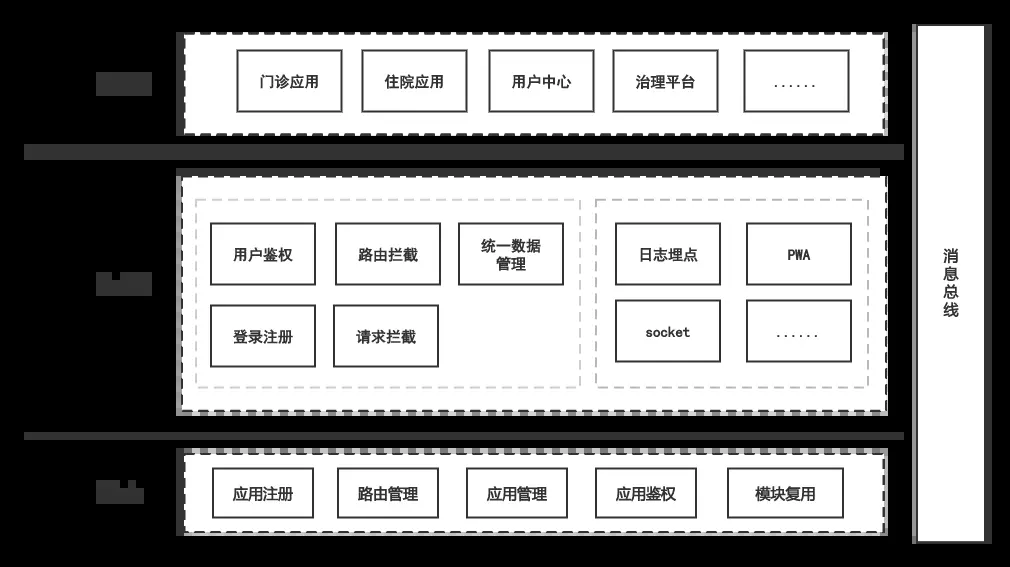 门诊应用
住院应用
用户中心
治理平台
......
用户鉴权
路由拦截
统一数据
管理
日志埋点
PWA
登录注册
请求拦截
socket
......
应用注册
路由管理
应用管理
应用鉴权
模块复用
消息总线